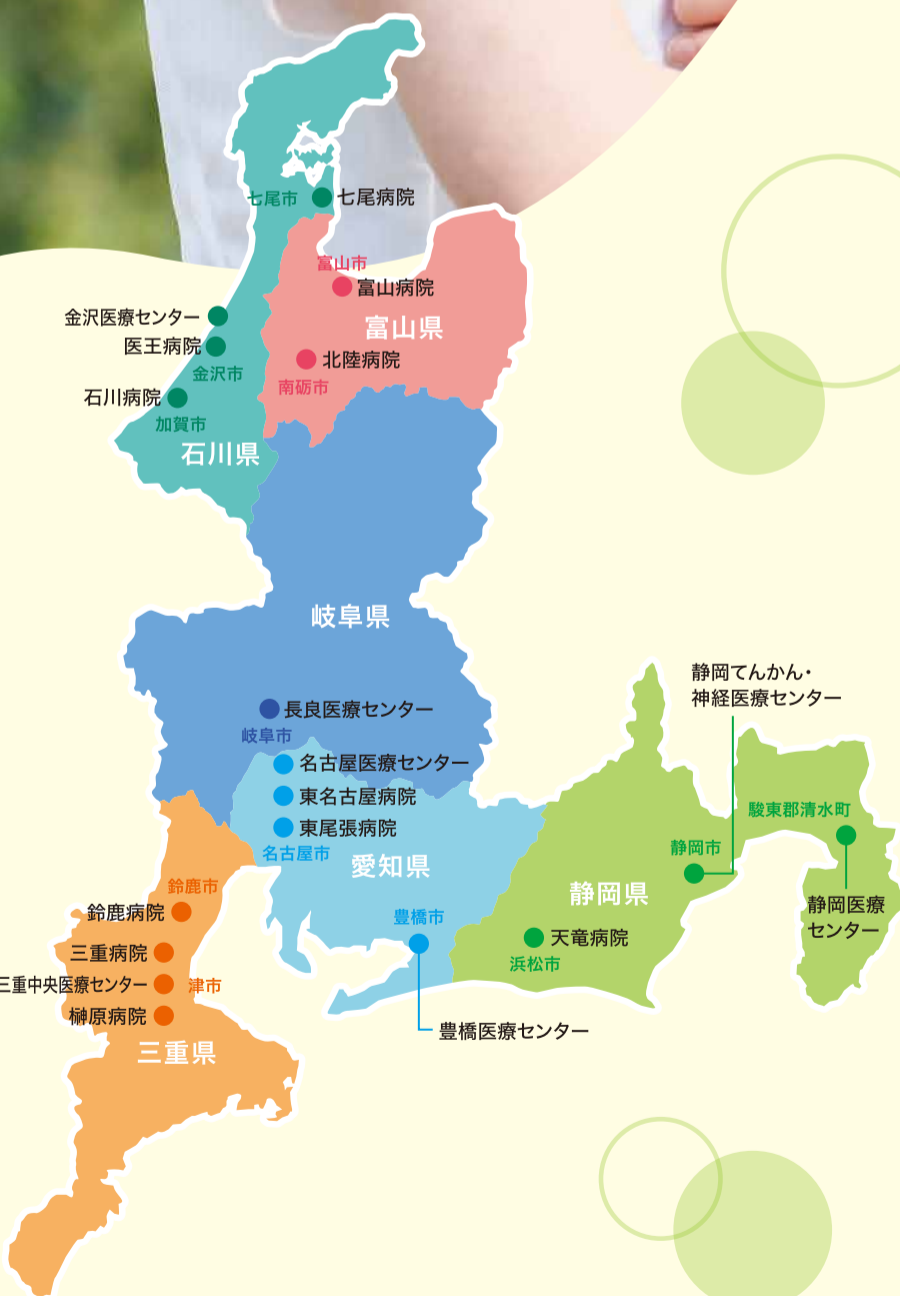 七尾市
七尾病院
富山市
富山病院
富山県
金沢医療センター
医王病院
北陸病院
金沢市
南砺市
石川病院
加賀市
石川県
岐阜県
静岡てんかん・
神経医療センター
長良医療センター
岐阜市
名古屋医療センター
東名古屋病院
駿東郡清水町
東尾張病院
名古屋市
静岡市
愛知県
鈴鹿市
静岡県
静岡医療
センター
鈴鹿病院
豊橋市
天竜病院
浜松市
三重病院
三重中央医療センター
津市
榊原病院
豊橋医療センター
三重県